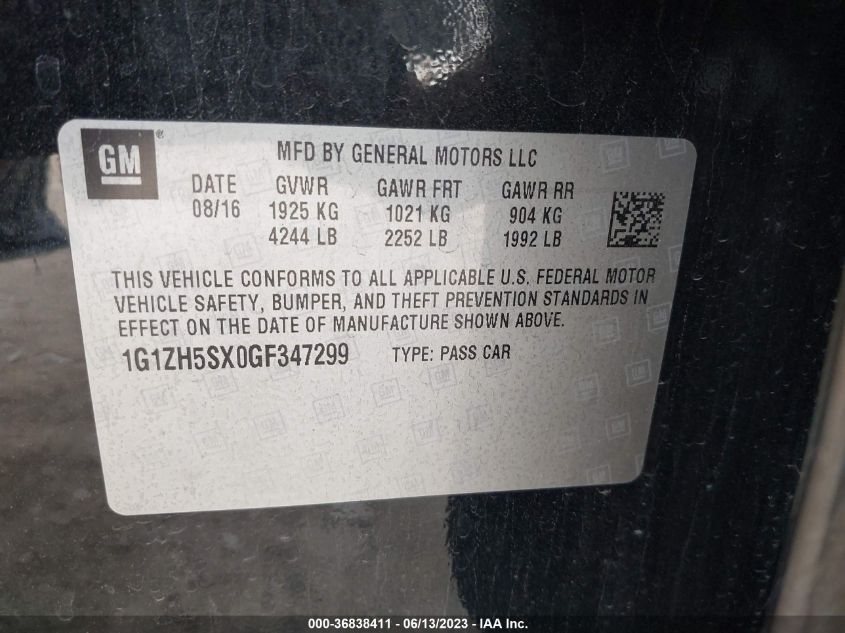 GM
MFD BY GENERAL MOTORS LLC
DATE GVWR GAWR FRT GAWR RR
08/16 1925 KG 1021 KG 904 KG
4244 LB 2252 LB 1992 LB
THIS VEHICLE CONFORMS TO ALL APPLICABLE U.S. FEDERAL MOTOR
VEHICLE SAFETY, BUMPER, AND THEFT PREVENTION STANDARDS IN
EFFECT ON THE DATE OF MANUFACTURE SHOWN ABOVE.
1G1ZH5SX0GF347299 TYPE: PASS CAR
000-36838411 - 06/13/2023 - IAA Inc.